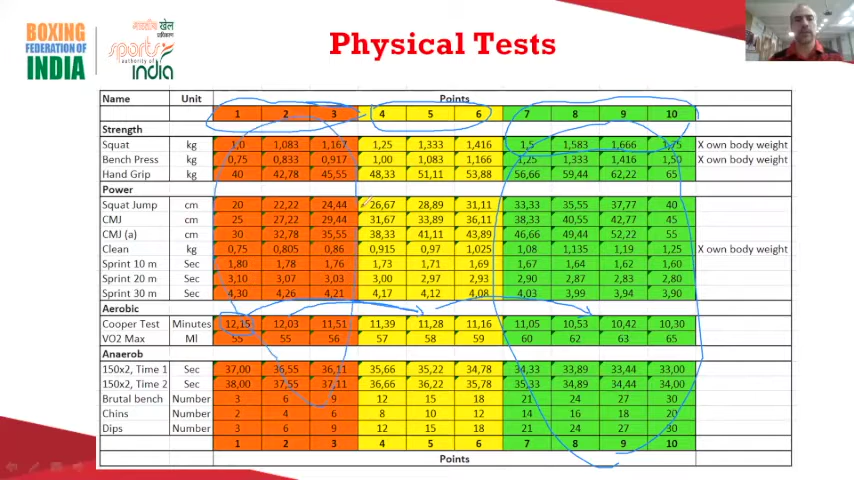 BOXING
FEDERATION OF
INDIA
भारतीय खेल
प्राधिकरण
sports
authority of
india
Physical Tests
Name Unit Points
1 2 3 4 5 6 7 8 9 10
Strength
Squat kg 1,0 1,083 1,167 1,25 1,333 1,416 1,5 1,583 1,666 1,75 X own body weight
Bench Press kg 0,75 0,833 0,917 1,00 1,083 1,166 1,25 1,333 1,416 1,50 X own body weight
Hand Grip kg 40 42,78 45,55 48,33 51,11 53,88 56,66 59,44 62,22 65
Power
Squat Jump cm 20 22,22 24,44 26,67 28,89 31,11 33,33 35,55 37,77 40
CMJ cm 25 27,22 29,44 31,67 33,89 36,11 38,33 40,55 42,77 45
CMJ (a) cm 30 32,78 35,55 38,33 41,11 43,89 46,66 49,44 52,22 55
Clean kg 0,75 0,805 0,86 0,915 0,97 1,025 1,08 1,135 1,19 1,25 X own body weight
Sprint 10 m Sec 1,80 1,78 1,76 1,73 1,71 1,69 1,67 1,64 1,62 1,60
Sprint 20 m Sec 3,10 3,07 3,03 3,00 2,97 2,93 2,90 2,87 2,83 2,80
Sprint 30 m Sec 4,30 4,26 4,21 4,17 4,12 4,08 4,03 3,99 3,94 3,90
Aerobic
Cooper Test Minutes 12,15 12,03 11,51 11,39 11,28 11,16 11,05 10,53 10,42 10,30
VO2 Max Ml 55 55 56 57 58 59 60 62 63 65
Anaerob
150x2, Time 1 Sec 37,00 36,55 36,11 35,66 35,22 34,78 34,33 33,89 33,44 33,00
150x2, Time 2 Sec 38,00 37,55 37,11 36,66 36,22 35,78 35,33 34,89 34,44 34,00
Brutal bench Number 3 6 9 12 15 18 21 24 27 30
Chins Number 2 4 6 8 10 12 14 16 18 20
Dips Number 3 6 9 12 15 18 21 24 27 30
1 2 3 4 5 6 7 8 9 10
Points